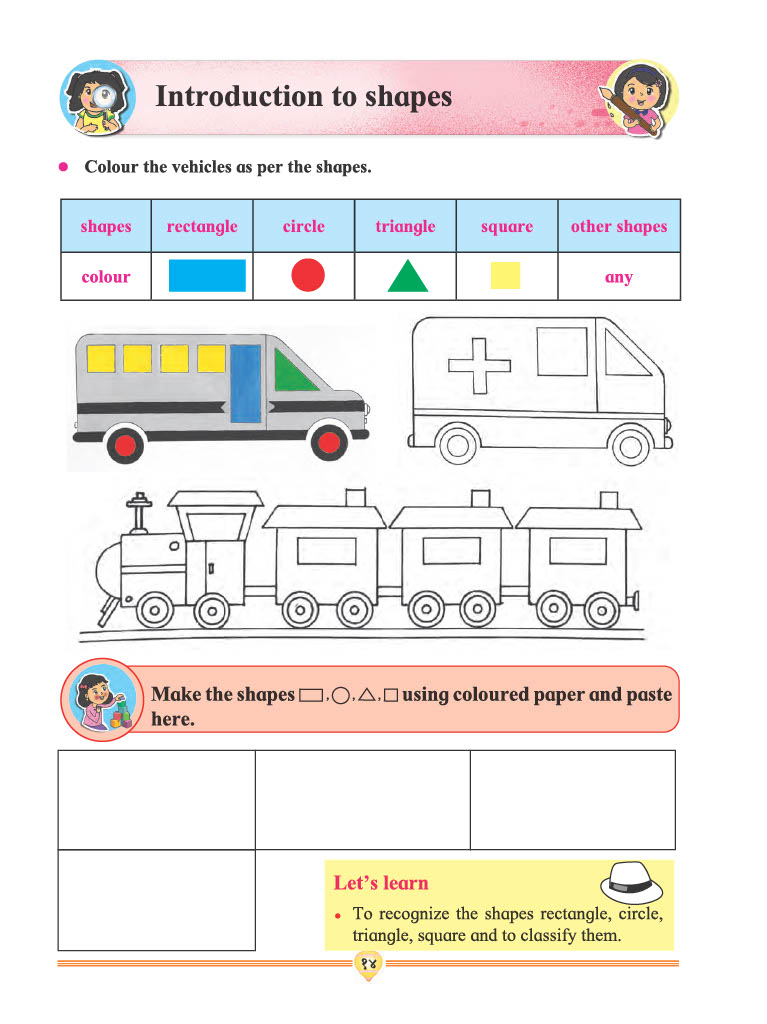 Introduction to shapes
• Colour the vehicles as per the shapes.
shapes rectangle circle triangle square other shapes
colour any
Make the shapes , , , using coloured paper and paste
here.
Let’s learn
• To recognize the shapes rectangle, circle,
triangle, square and to classify them.
१४